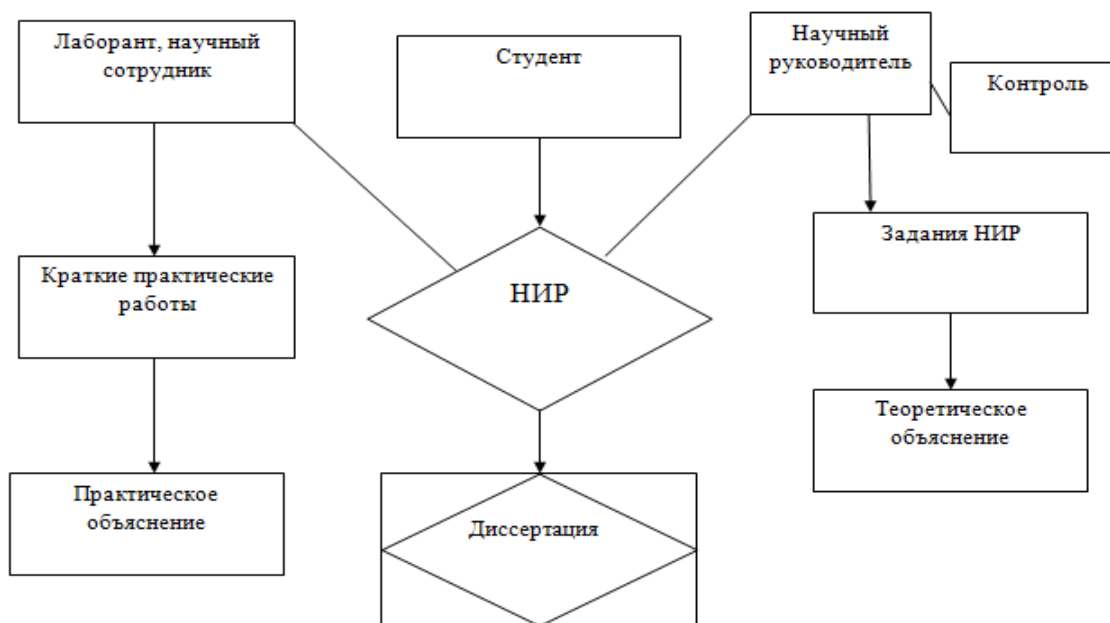 Лаборант, научный
сотрудник
Студент
Научный
руководитель
Контроль
Краткие практические
работы
НИР
Задания НИР
Практическое
объяснение
Диссертация
Теоретическое
объяснение